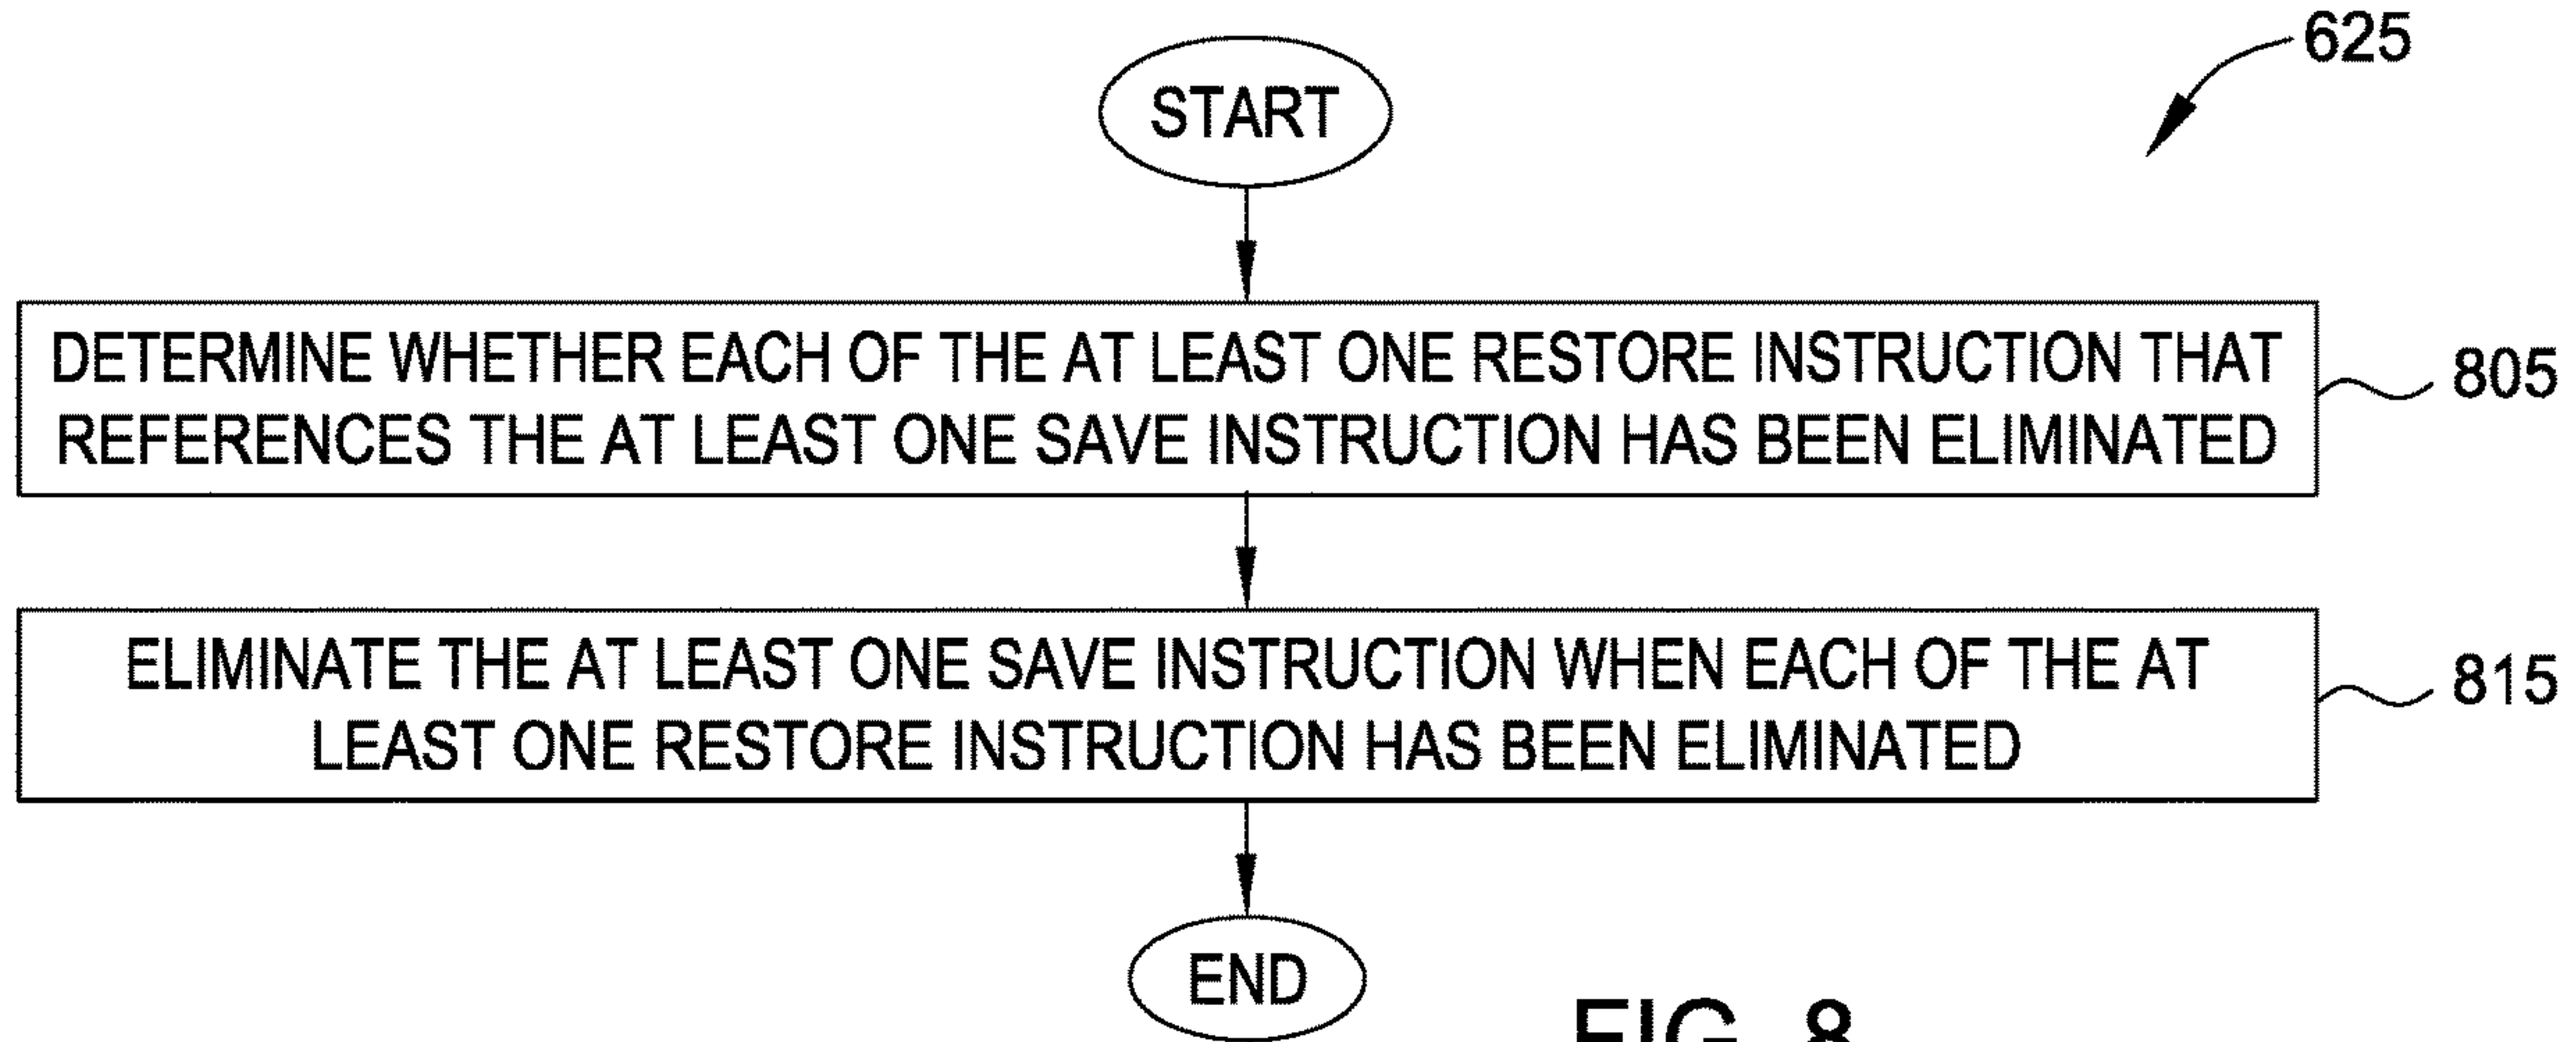 625
START
DETERMINE WHETHER EACH OF THE AT LEAST ONE RESTORE INSTRUCTION THAT
REFERENCES THE AT LEAST ONE SAVE INSTRUCTION HAS BEEN ELIMINATED
805
ELIMINATE THE AT LEAST ONE SAVE INSTRUCTION WHEN EACH OF THE AT
LEAST ONE RESTORE INSTRUCTION HAS BEEN ELIMINATED
815
END
FIG. 8